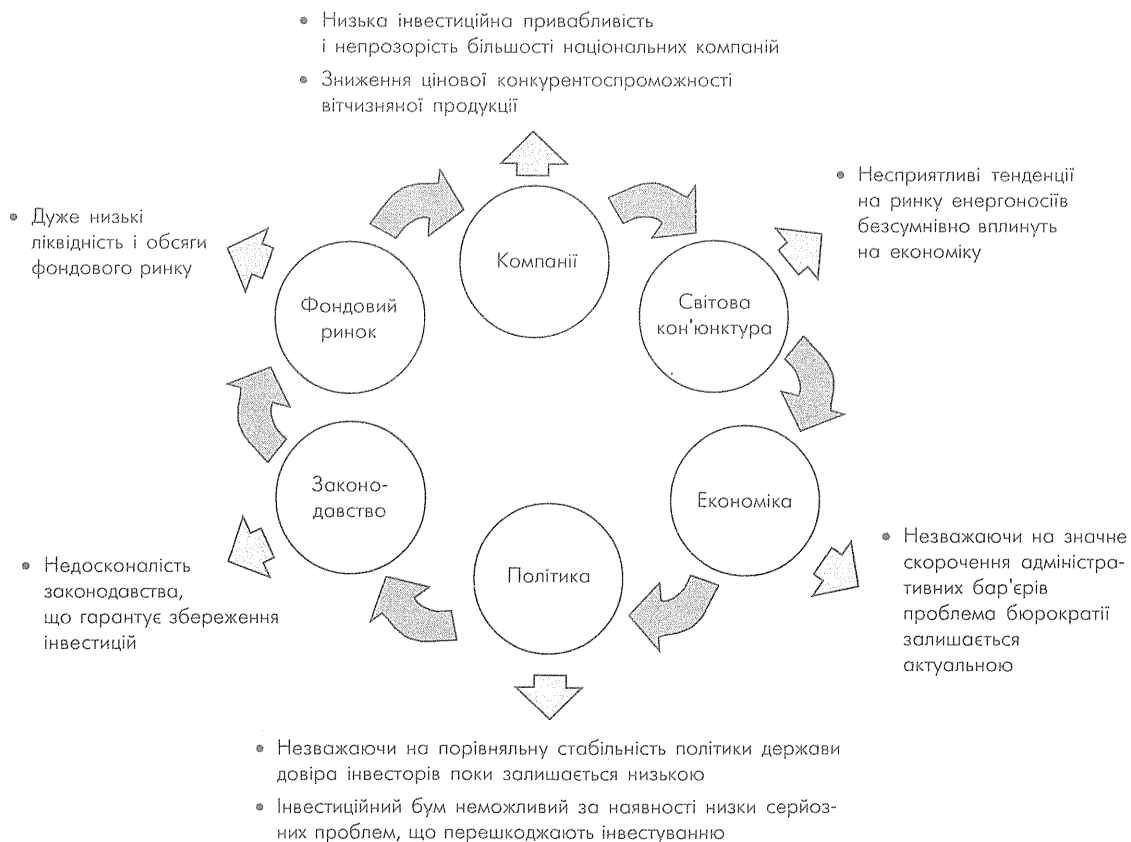 • Низька інвестиційна привабливість
і непрозорість більшості національних компаній
• Зниження цінової конкурентоспроможності
вітчизняної продукції
• Несприятливі тенденції
на ринку енергоносіїв
безсумнівно вплинуть
на економіку
• Дуже низькі
ліквідність і обсяги
фондового ринку
Компанії
Фондовий
ринок
Світова
кон'юнктура
Законо-
давство
Економіка
Політика
• Недосконалість
законодавства,
що гарантує збереження
інвестицій
• Незважаючи на значне
скорочення адміністра-
тивних бар'єрів
проблема бюрократії
залишається
актуальною
• Незважаючи на порівняльну стабільність політики держави
довіра інвесторів поки залишається низькою
• Інвестиційний бум неможливий за наявності низки серйоз-
них проблем, що перешкоджають інвестуванню